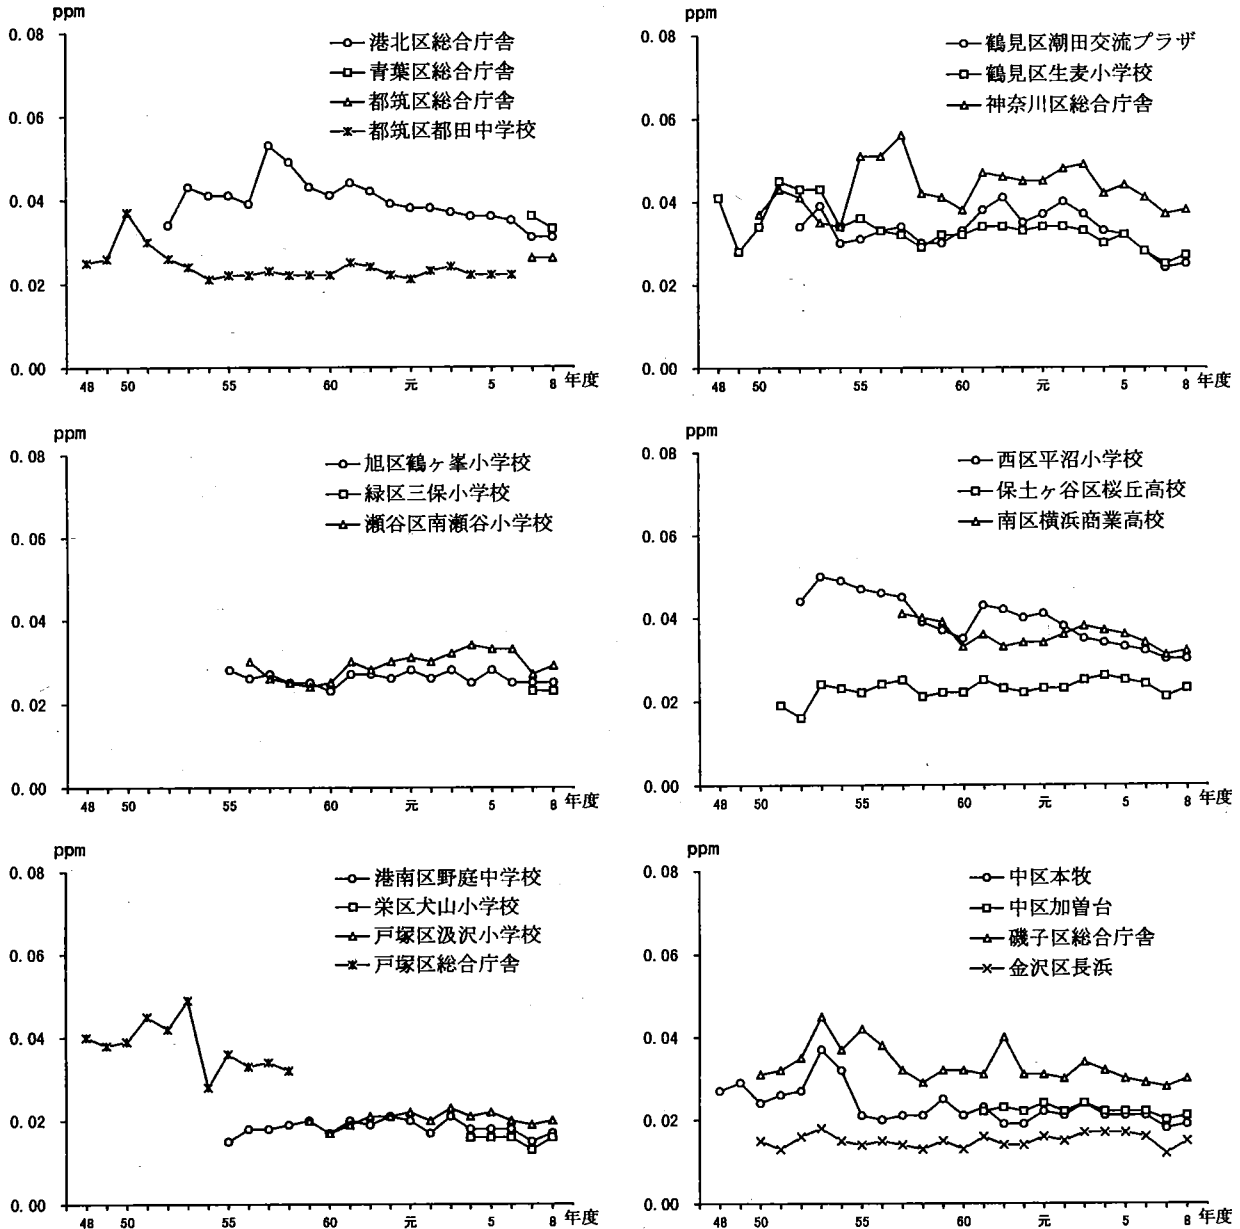 ppm
0.08
0.06
0.04
0.02
0.00
港北区総合庁舎
青葉区総合庁舎
都筑区総合庁舎
都筑区都田中学校
48 50 55 60 元 5 8 年度
ppm
0.08
0.06
0.04
0.02
0.00
鶴見区潮田交流プラザ
鶴見区生麦小学校
神奈川区総合庁舎
48 50 55 60 元 5 8 年度
ppm
0.08
0.06
0.04
0.02
0.00
旭区鶴ヶ峯小学校
緑区三保小学校
瀬谷区南瀬谷小学校
48 50 55 60 元 5 8 年度
ppm
0.08
0.06
0.04
0.02
0.00
西区平沼小学校
保土ヶ谷区桜丘高校
南区横浜商業高校
48 50 55 60 元 5 8 年度
ppm
0.08
0.06
0.04
0.02
0.00
港南区野庭中学校
栄区犬山小学校
戸塚区汲沢小学校
戸塚区総合庁舎
48 50 55 60 元 5 8 年度
ppm
0.08
0.06
0.04
0.02
0.00
中区本牧
中区加曽台
磯子区総合庁舎
金沢区長浜
48 50 55 60 元 5 8 年度